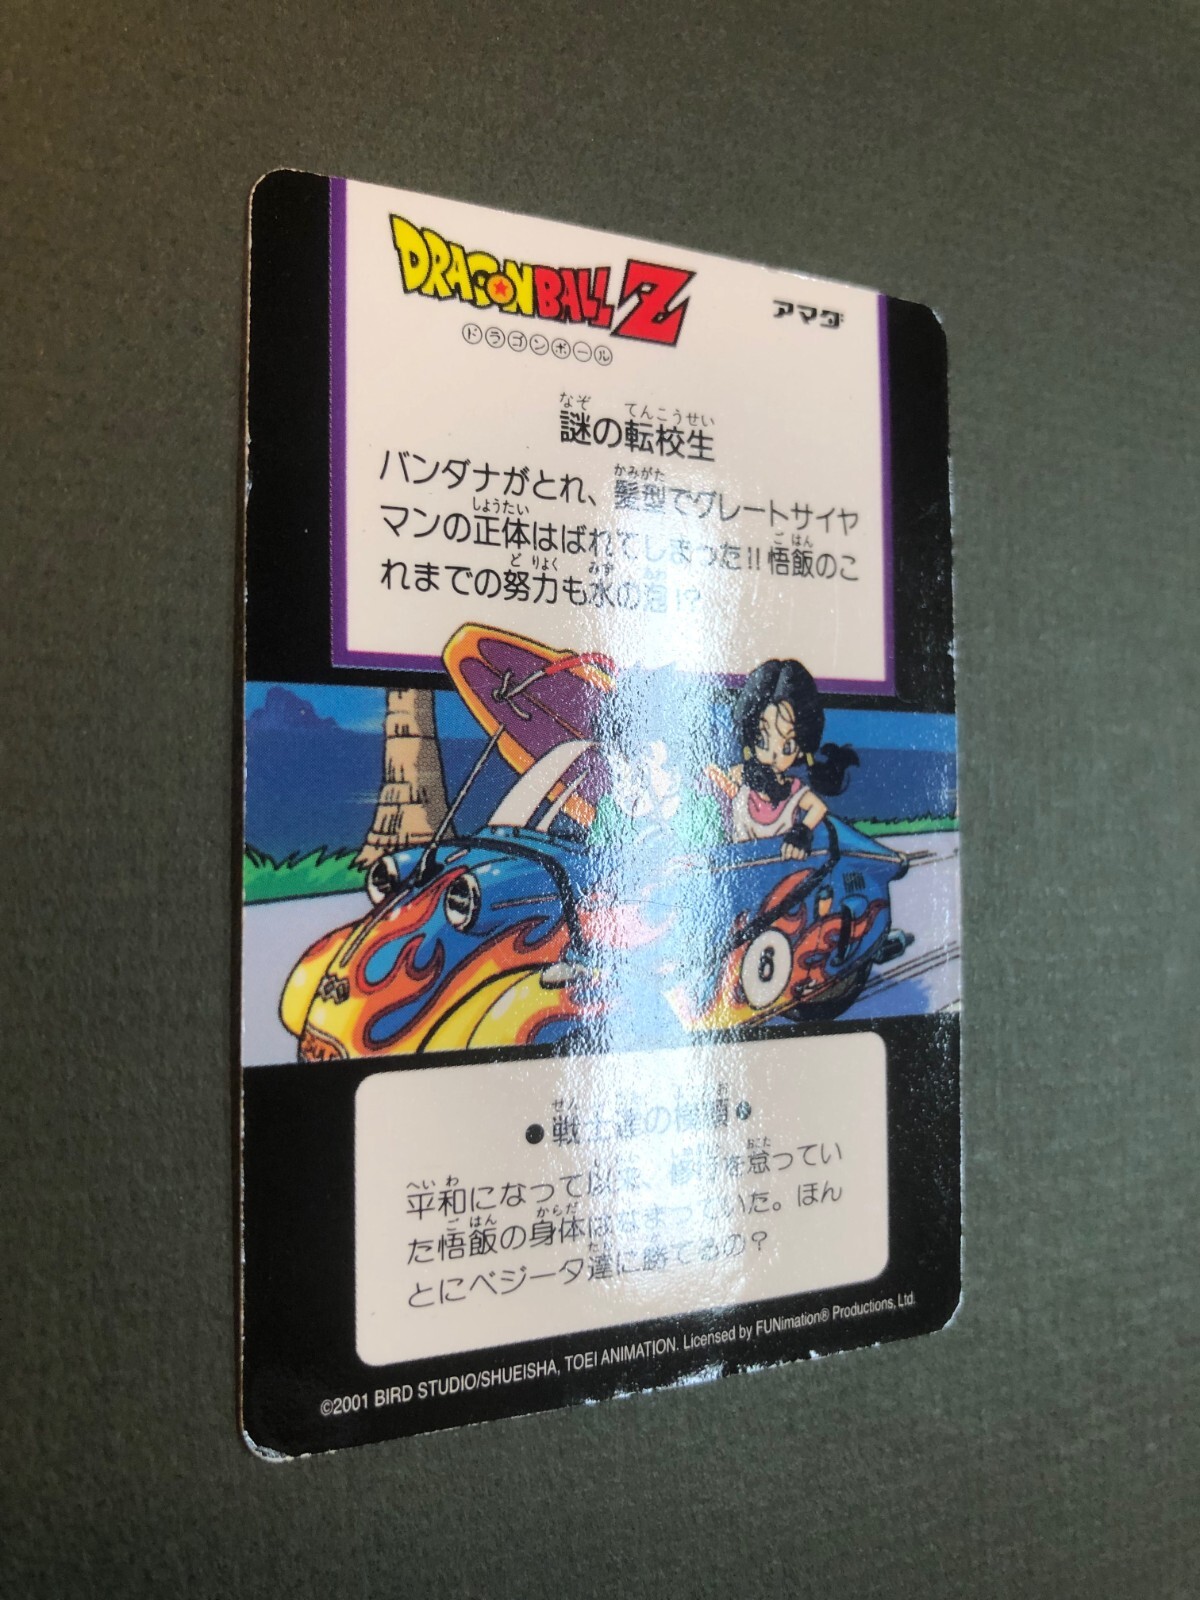 DRAGONBALL Z
アマダ
ドラゴンボール
謎の転校生
バンダナがとれ、髪型でグレートサイヤ
マンの正体はばれてしまった!!悟飯のこ
れまでの努力も水の泡!?
8
●戦士達の横顔●
平和になって以来、修行を怠ってい
た悟飯の身体はなまっていた。ほん
とにベジータ達に勝てるの?
©2001 BIRD STUDIO/SHUEISHA, TOEI ANIMATION. Licensed by FUNimation® Productions, Ltd.